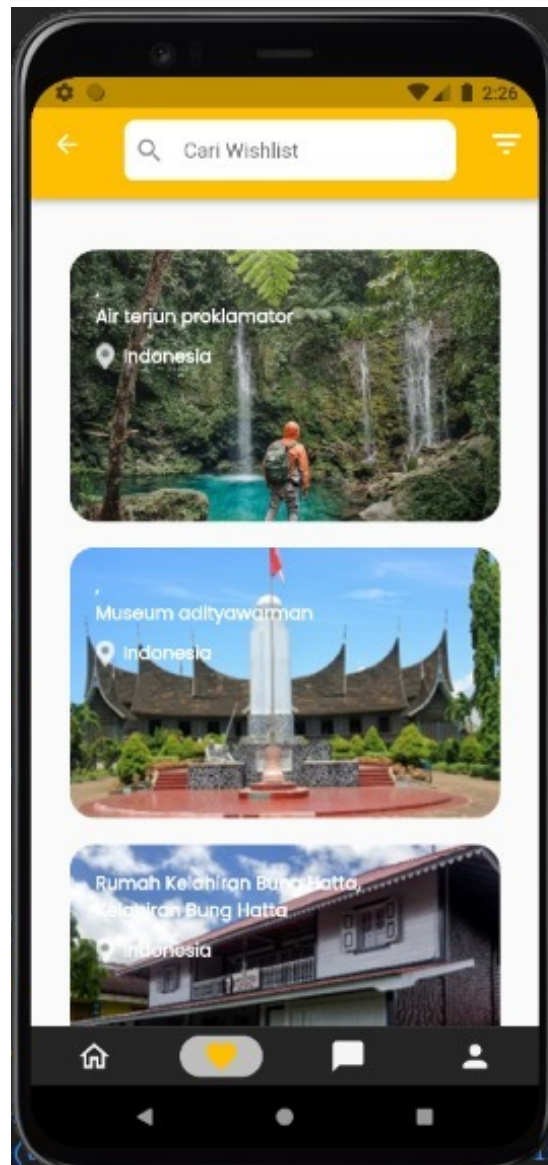 2:26
Cari Wishlist
,
Air terjun proklamator
Indonesia
,
Museum adityawarman
Indonesia
Rumah Kelahiran Bung Hatta,
Kelahiran Bung Hatta
Indonesia